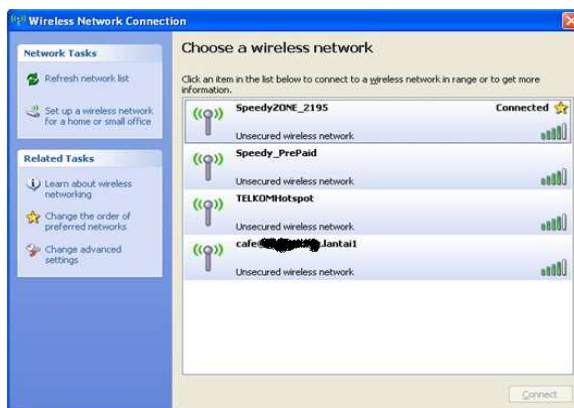 Wireless Network Connection
Network Tasks
Refresh network list
Set up a wireless network
for a home or small office
Related Tasks
Learn about wireless
networking
Change the order of
preferred networks
Change advanced
settings
Choose a wireless network
Click an item in the list below to connect to a wireless network in range or to get more
information.
SpeedyZONE_2195 Connected
Unsecured wireless network
Speedy_PrePaid
Unsecured wireless network
TELKOMHotspot
Unsecured wireless network
cafe .lantai1
Unsecured wireless network
Connect